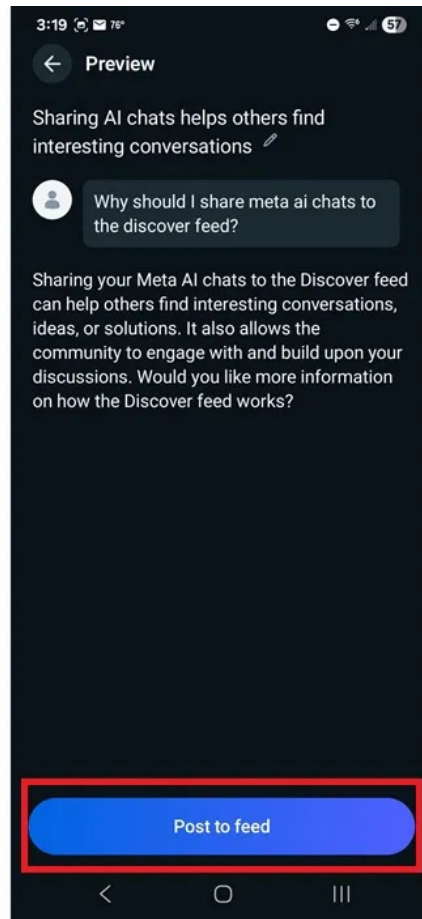 3:19 76°
57
Preview
Sharing AI chats helps others find
interesting conversations
Why should I share meta ai chats to
the discover feed?
Sharing your Meta AI chats to the Discover feed
can help others find interesting conversations,
ideas, or solutions. It also allows the
community to engage with and build upon your
discussions. Would you like more information
on how the Discover feed works?
Post to feed